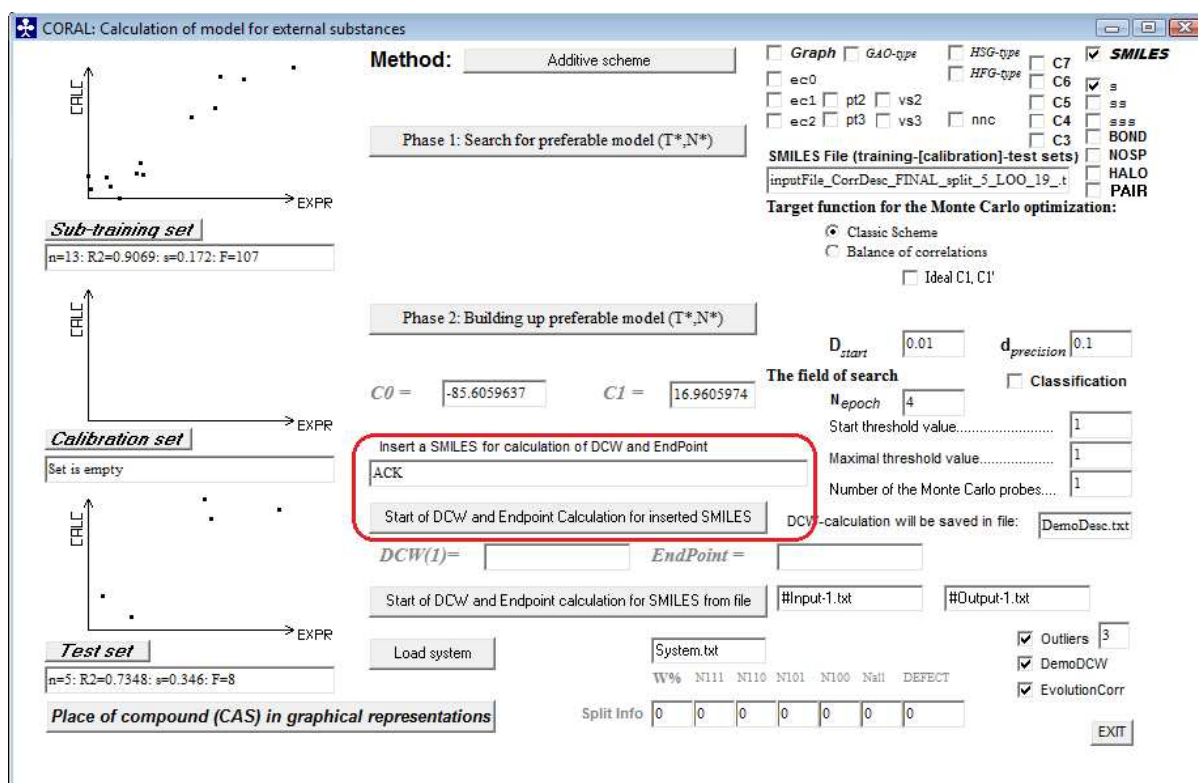 CORAL: Calculation of model for external substances
Method:
Additive scheme
Graph
GAO-type
HSG-type
HFG-type
C7
C6
C5
C4
C3
SMILES
s
ss
sss
BOND
NOSP
HALO
PAIR
ec0
ec1 pt2 vs2
ec2 pt3 vs3 nnc
CALC
EXPR
Sub-training set
n=13: R2=0.9069: s=0.172: F=107
Phase 1: Search for preferable model (T*,N*)
SMILES File (training-[calibration]-test sets)
inputFile_CorrDesc_FINAL_split_5_LOO_19_.t
Target function for the Monte Carlo optimization:
Classic Scheme
Balance of correlations
Ideal C1, C1'
CALC
EXPR
Calibration set
Set is empty
Phase 2: Building up preferable model (T*,N*)
Dstart 0.01 dprecision 0.1
The field of search
Classification
C0 = -85.6059637 C1 = 16.9605974
Nepoch 4
Start threshold value........................ 1
Maximal threshold value................... 1
Number of the Monte Carlo probes.... 1
Insert a SMILES for calculation of DCW and EndPoint
ACK
Start of DCW and Endpoint Calculation for inserted SMILES
DCW-calculation will be saved in file: DemoDesc.txt
DCW(1)= EndPoint =
Start of DCW and Endpoint calculation for SMILES from file
#Input-1.txt #Output-1.txt
CALC
EXPR
Test set
n=5: R2=0.7348: s=0.346: F=8
Load system
System.txt
Outliers 3
DemoDCW
EvolutionCorr
W% N111 N110 N101 N100 Nall DEFECT
Split Info 0 0 0 0 0 0 0
Place of compound (CAS) in graphical representations
EXIT